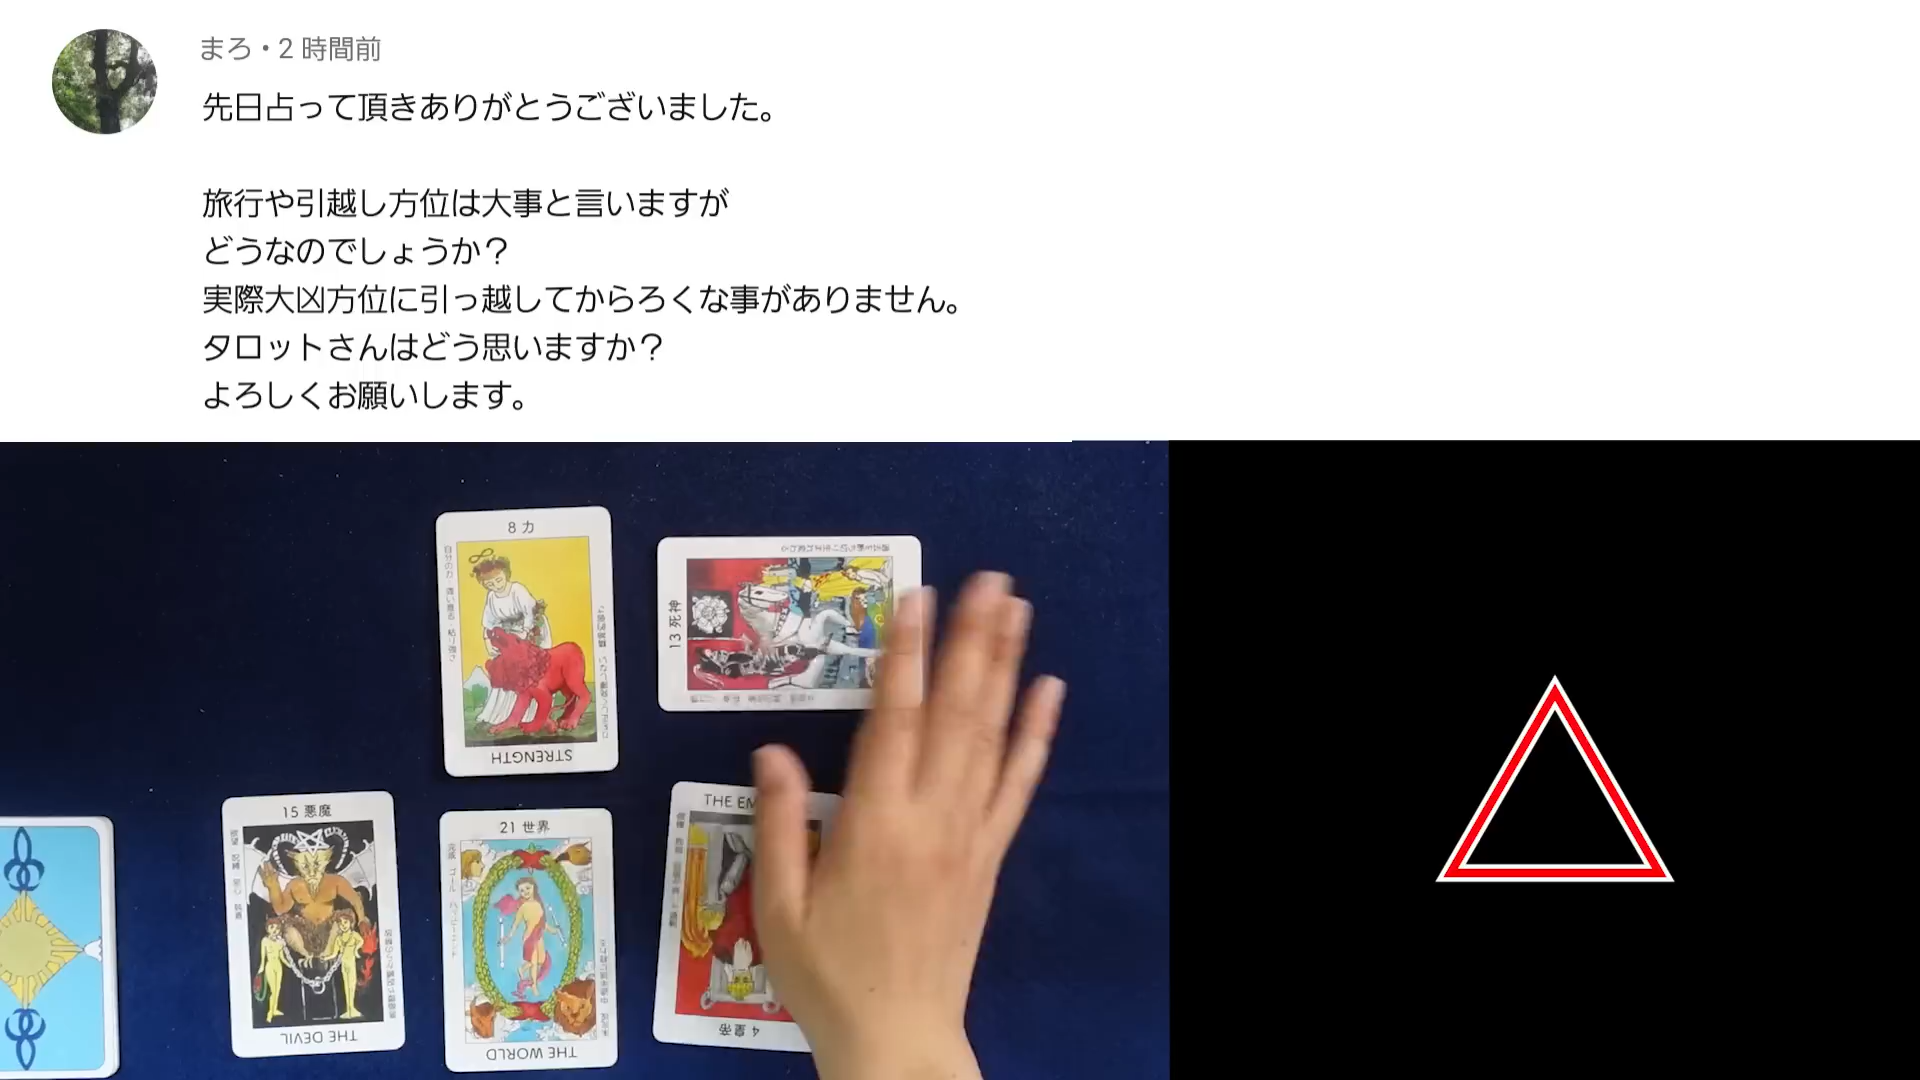 まろ・2 時間前
先日占って頂きありがとうございました。
旅行や引越し方位は大事と言いますが
どうなのでしょうか？
実際大凶方位に引っ越してからろくな事がありません。
タロットさんはどう思いますか？
よろしくお願いします。
8 力
STRENGTH
13 死神
15 悪魔
THE DEVIL
21 世界
THE WORLD
4 皇帝